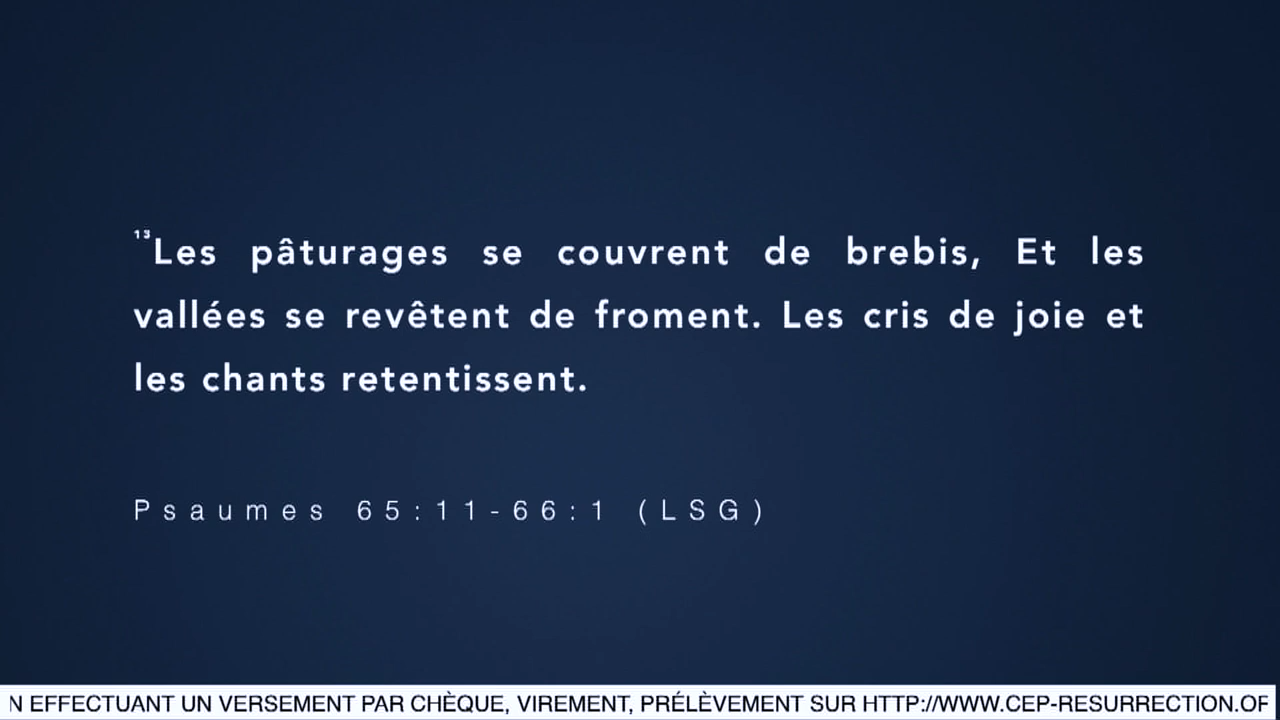 ¹³Les pâturages se couvrent de brebis, Et les
vallées se revêtent de froment. Les cris de joie et
les chants retentissent.
Psaumes 65:11-66:1 (LSG)
N EFFECTUANT UN VERSEMENT PAR CHÈQUE, VIREMENT, PRÉLÈVEMENT SUR HTTP://WWW.CEP-RESURRECTION.OF